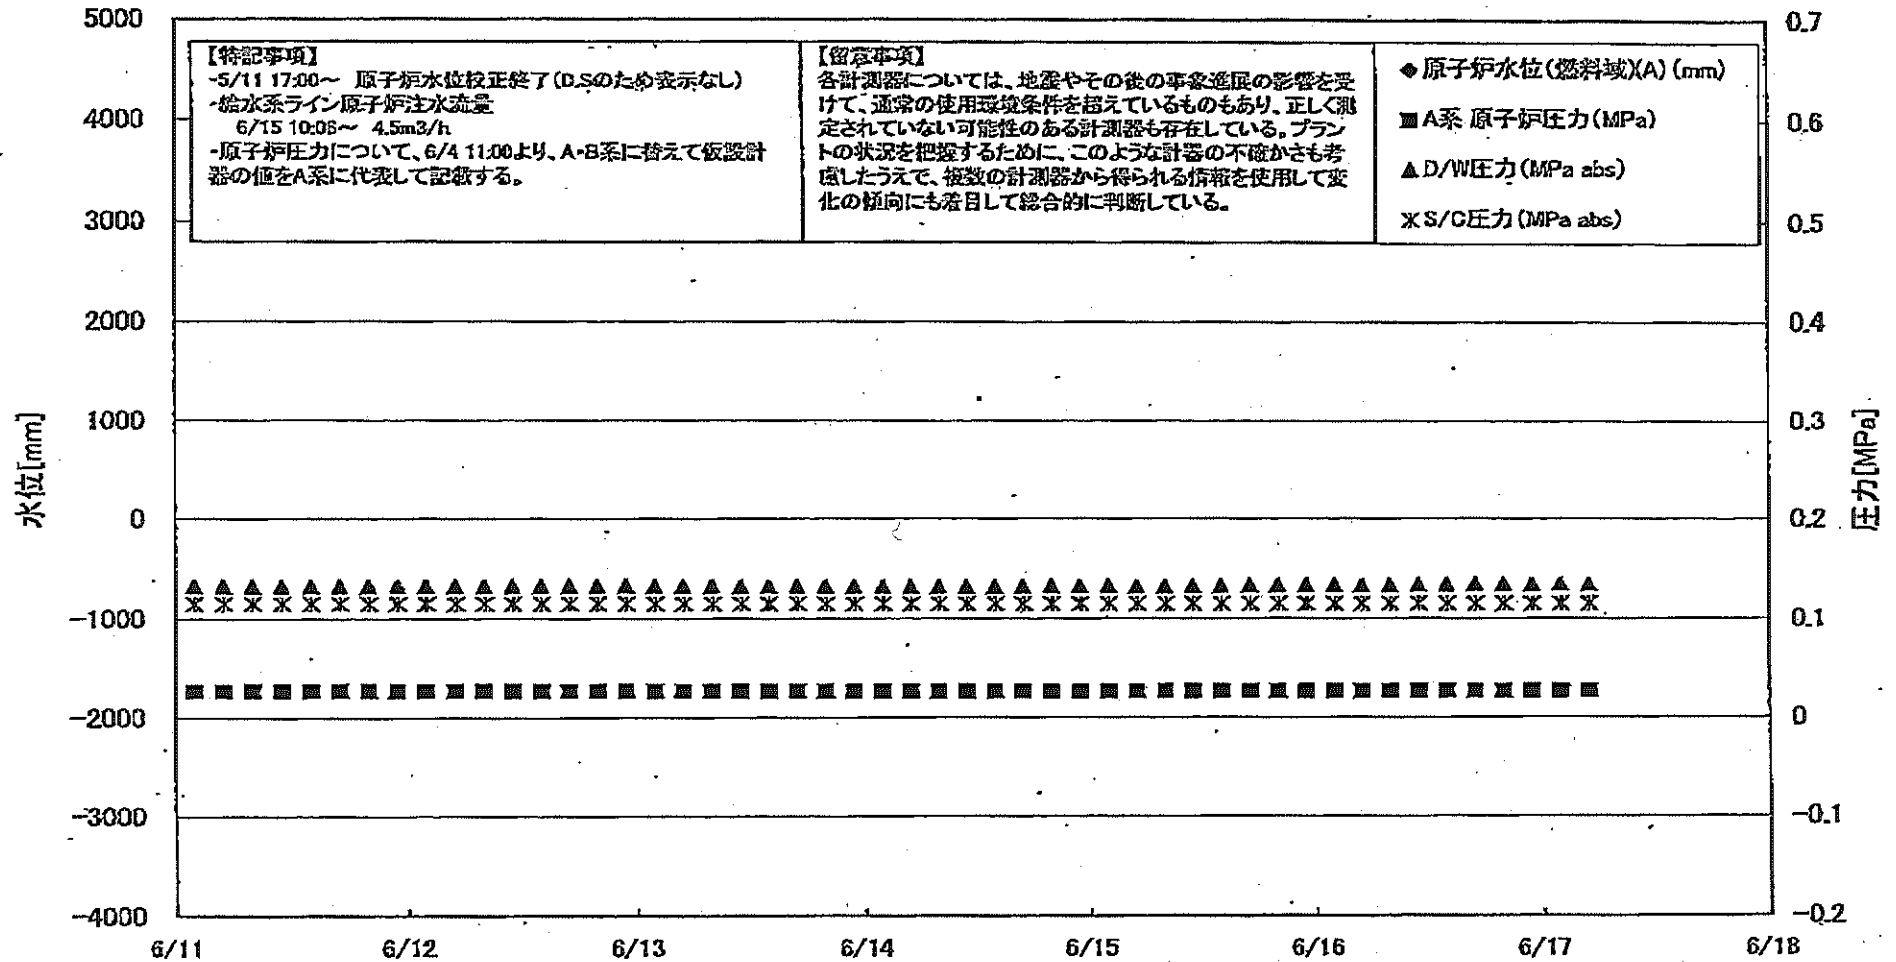 5000
4000
3000
2000
1000
0
-1000
-2000
-3000
-4000
水位[mm]
【特記事項】
-5/11 17:00～ 原子炉水位校正終了(D.Sのため表示なし)
-給水系ライン原子炉注水流量
6/15 10:06～ 4.5m3/h
-原子炉圧力について、6/4 11:00より、A・B系に替えて仮設計
器の値をA系に代表して記載する。
【留意事項】
各計測器については、地震やその後の事象進展の影響を受
けて、通常の使用環境条件を超えているものもあり、正しく測
定されていない可能性のある計測器も存在している。プラン
トの状況を把握するために、このような計器の不確かさも考
慮したうえで、複数の計測器から得られる情報を使用して変
化の傾向にも着目して総合的に判断している。
◆原子炉水位(燃料域)(A)(mm)
■A系 原子炉圧力(MPa)
▲D/W圧力(MPa abs)
S/C圧力(MPa abs)
0.7
0.6
0.5
0.4
0.3
0.2
0.1
0
-0.1
-0.2
圧力[MPa]
6/11 6/12 6/13 6/14 6/15 6/16 6/17 6/18